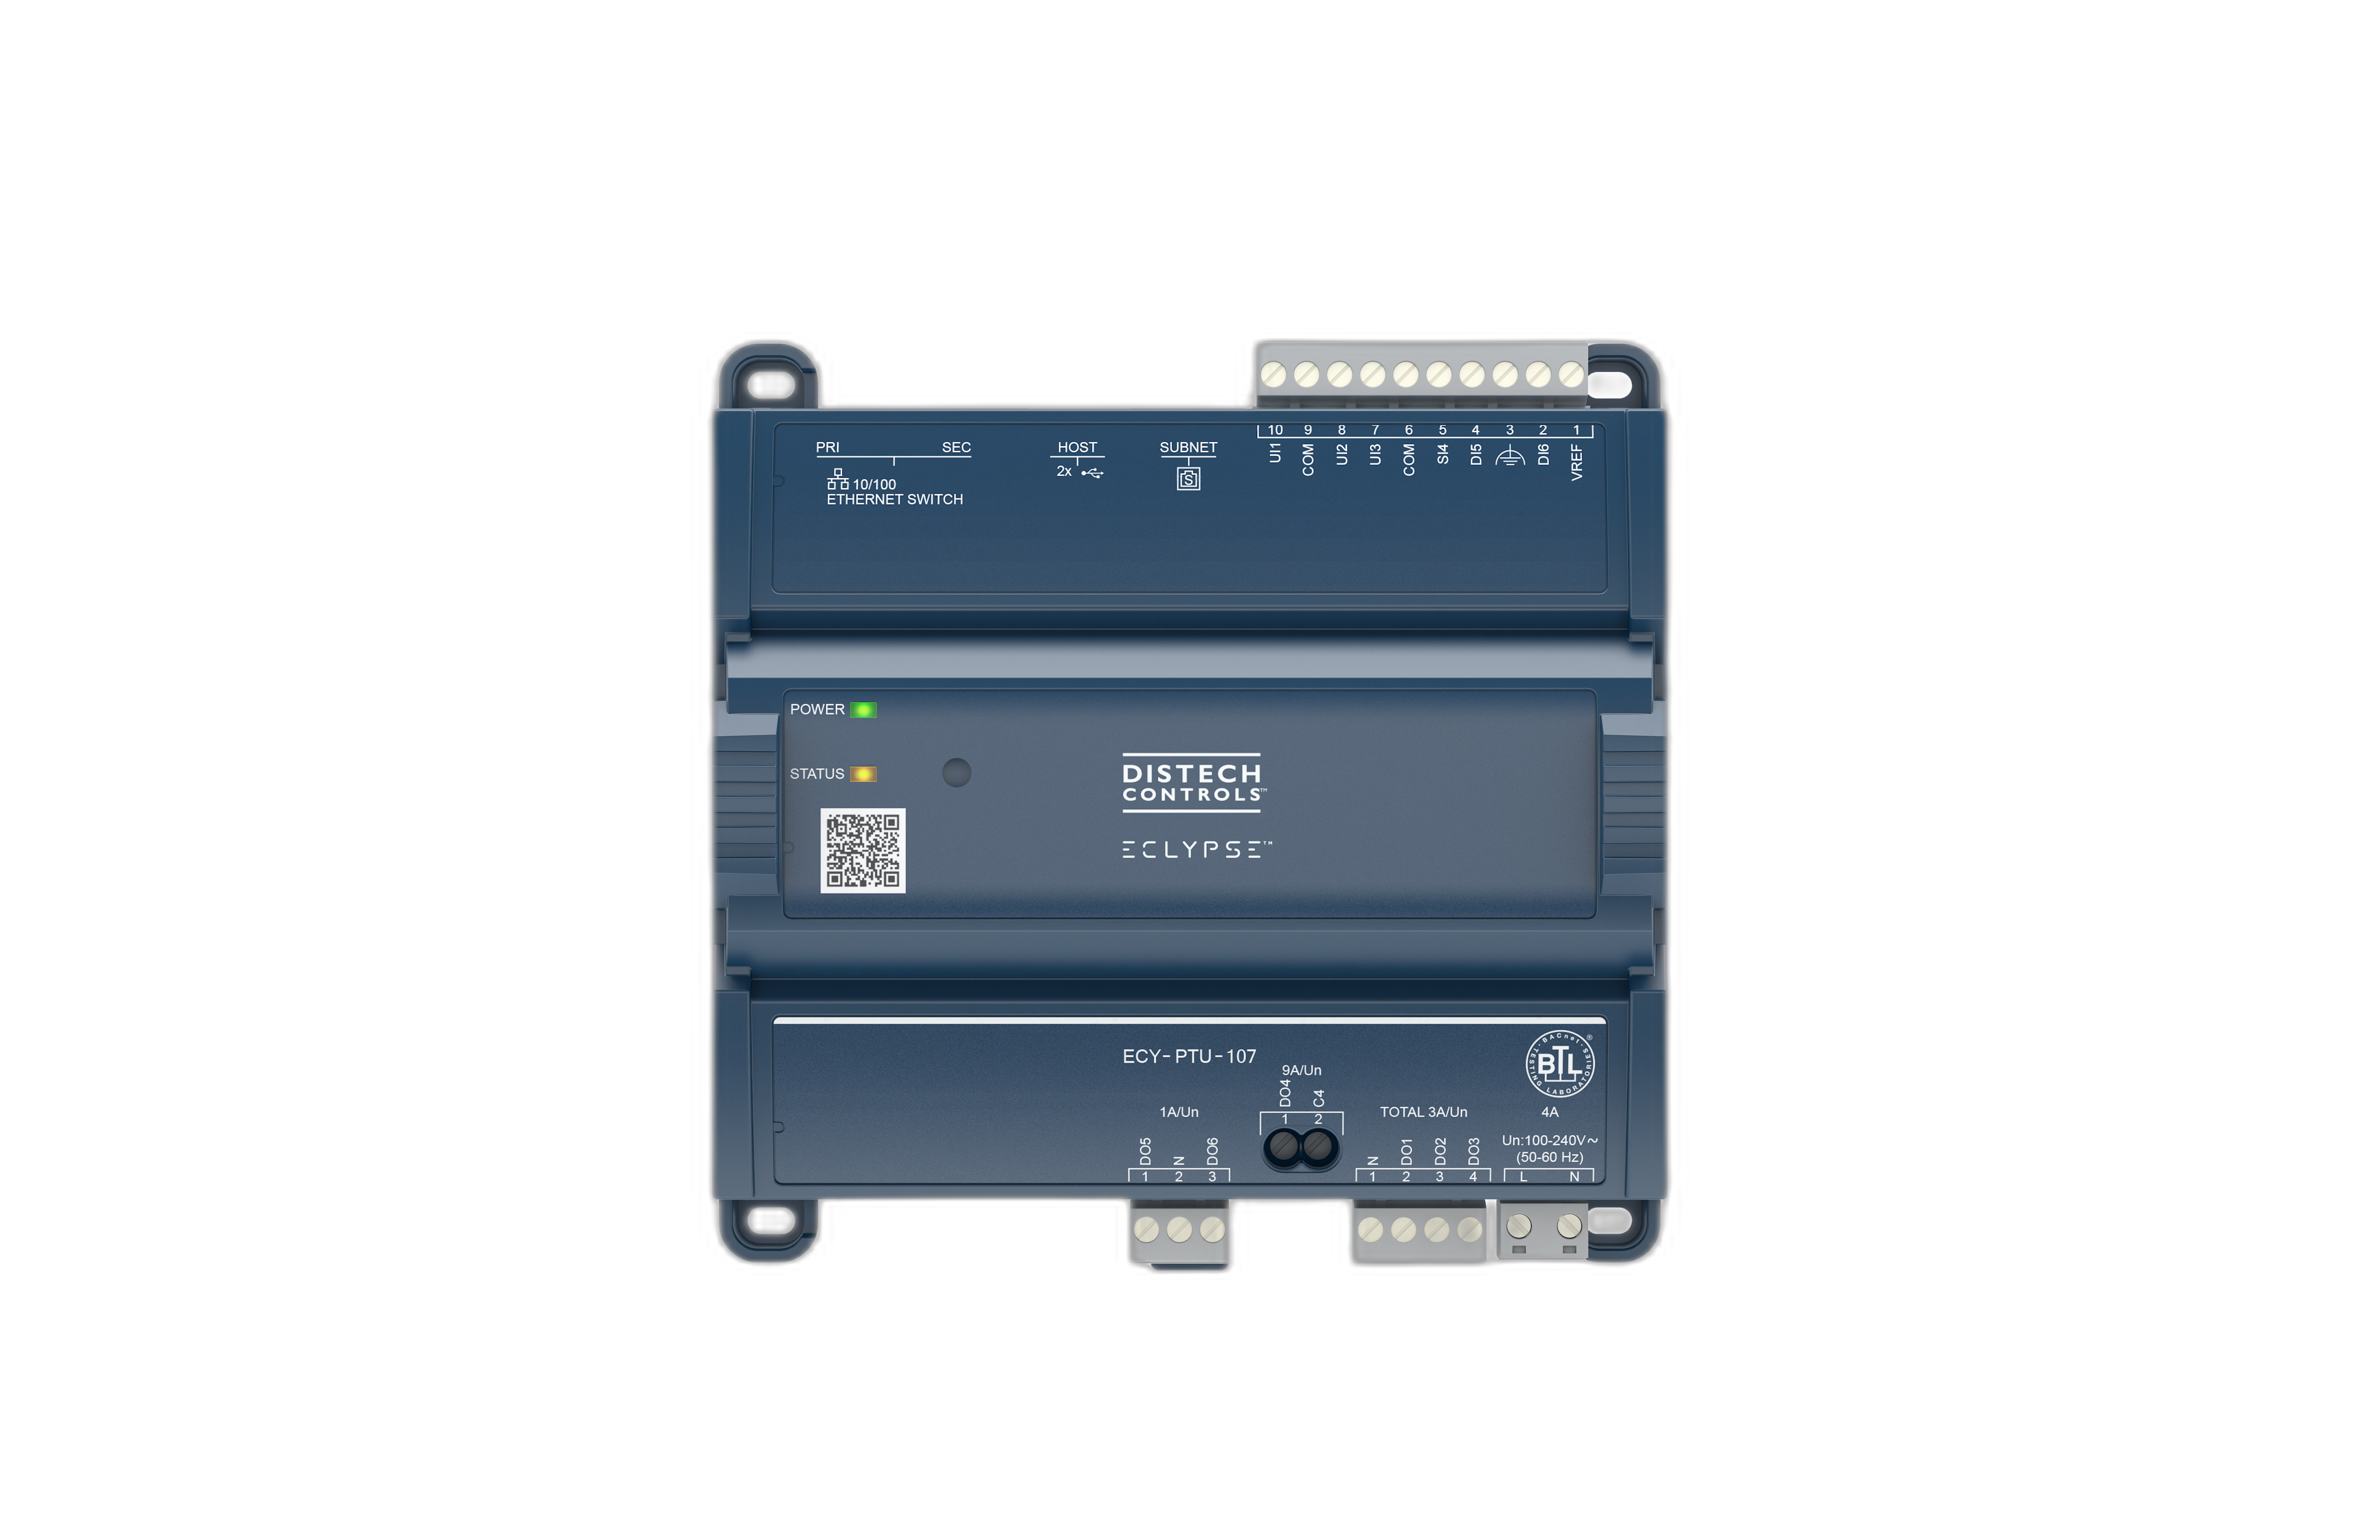 PRI SEC
10/100
ETHERNET SWITCH
HOST
2x
SUBNET
S
10 9 8 7 6 5 4 3 2 1
UI1 COM UI2 UI3 COM SI4 DI5 DI6 VREF
POWER
STATUS
DISTECH
CONTROLS™
ECLYPSE™
ECY-PTU-107
BACnet® TESTING LABORATORIES
BTL
9A/Un
DO4 C4
1 2
1A/Un
DO5 N DO6
1 2 3
TOTAL 3A/Un
N DO1 DO2 DO3
1 2 3 4
4A
Un:100-240V~
(50-60 Hz)
L N